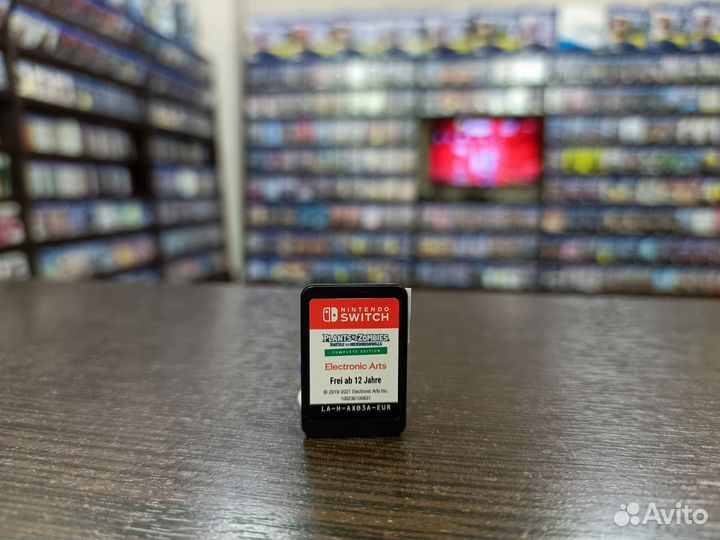 NINTENDO
SWITCH
PLANTS vs. ZOMBIES
BATTLE FOR NEIGHBORVILLE
COMPLETE EDITION
Electronic Arts
Frei ab 12 Jahre
© 2019-2021 Electronic Arts Inc.
108236100601
LA-H-AXB3A-EUR
Avito